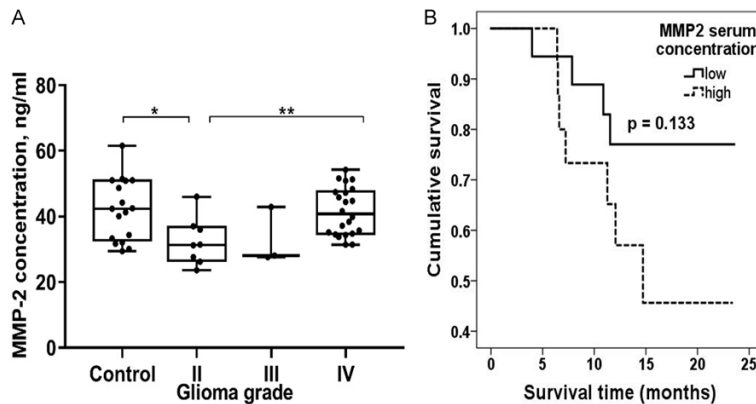 A
MMP-2 concentration, ng/ml
80
60
40
20
0
*
**
Control II III IV
Glioma grade
B
Cumulative survival
1.0
0.9
0.8
0.7
0.6
0.5
0.4
MMP2 serum
concentration
low
high
p = 0.133
0 5 10 15 20 25
Survival time (months)